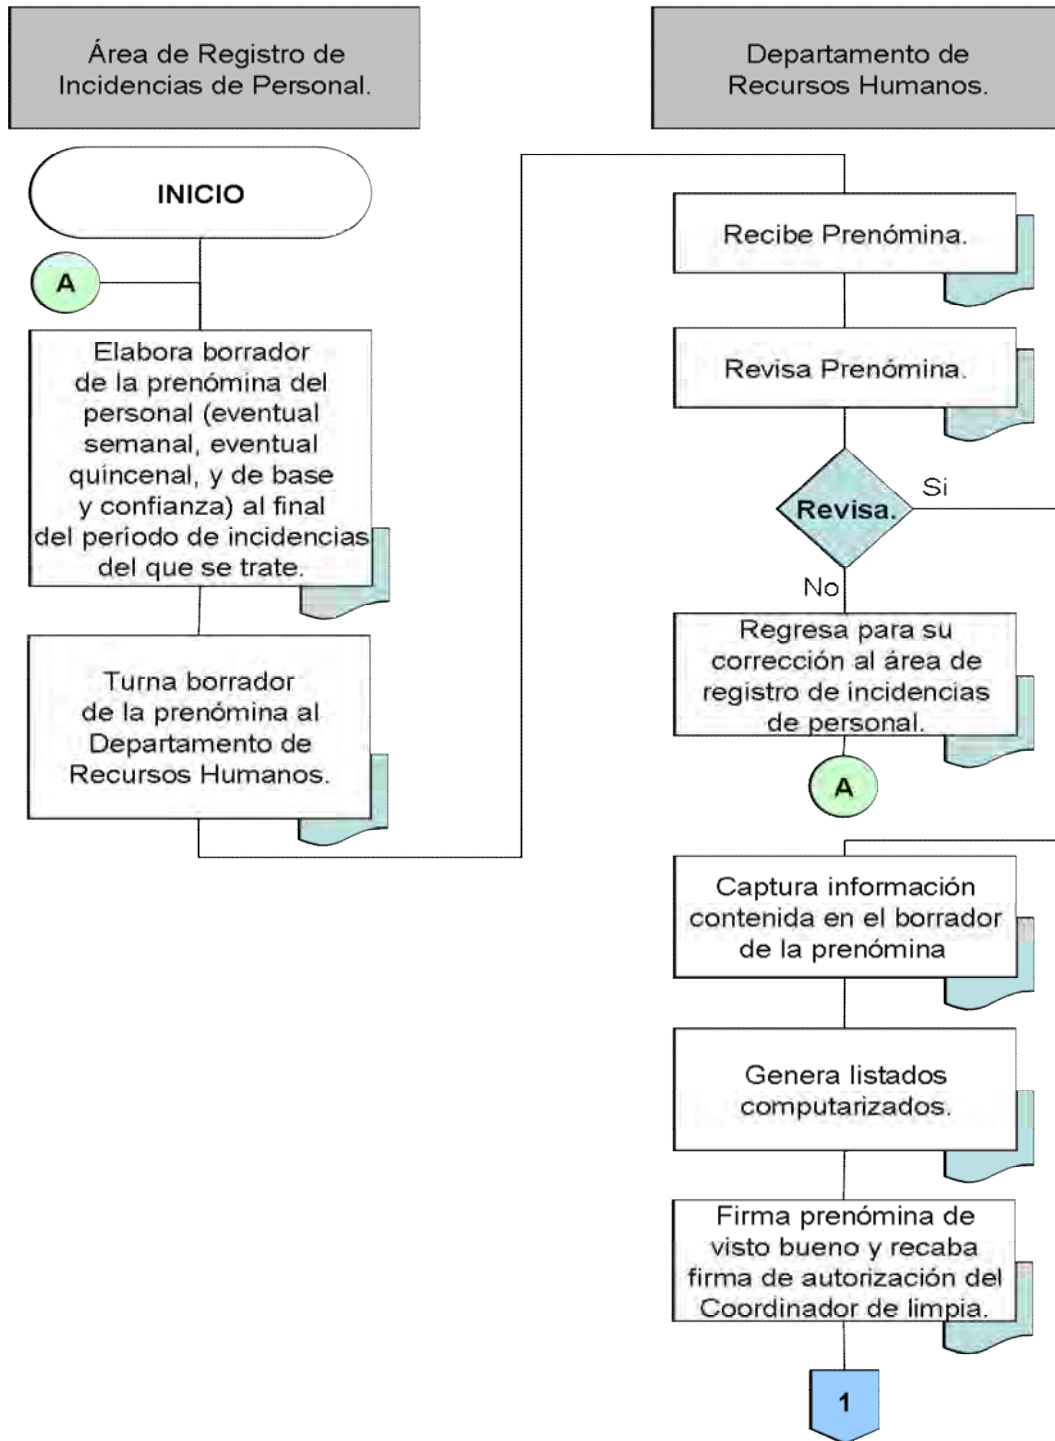 Área de Registro de
Incidencias de Personal.
INICIO
A
Elabora borrador
de la prenómina del
personal (eventual
semanal, eventual
quincenal, y de base
y confianza) al final
del período de incidencias
del que se trate.
Turna borrador
de la prenómina al
Departamento de
Recursos Humanos.
Departamento de
Recursos Humanos.
Recibe Prenómina.
Revisa Prenómina.
Revisa.
Si
No
Regresa para su
corrección al área de
registro de incidencias
de personal.
A
Captura información
contenida en el borrador
de la prenómina
Genera listados
computarizados.
Firma prenómina de
visto bueno y recaba
firma de autorización del
Coordinador de limpia.
1